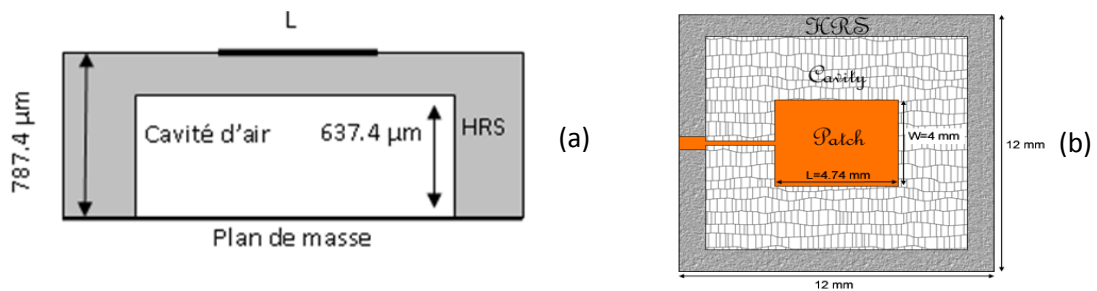 L
787.4 µm
Cavité d'air
637.4 µm
HRS
Plan de masse
(a)
HRS
Cavity
Patch
W=4 mm
L=4.74 mm
12 mm
12 mm
(b)